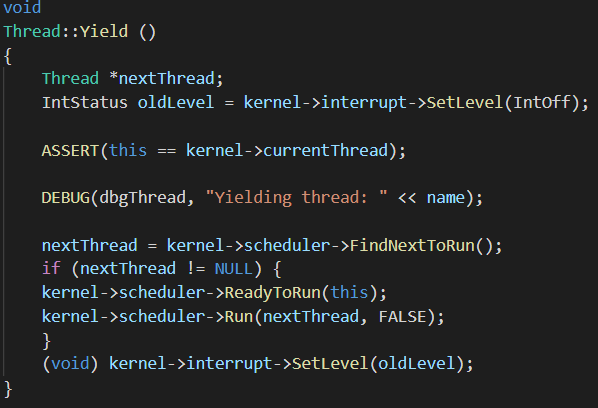 void
Thread::Yield ()
{
    Thread *nextThread;
    IntStatus oldLevel = kernel->interrupt->SetLevel(IntOff);
    ASSERT(this == kernel->currentThread);
    DEBUG(dbgThread, "Yielding thread: " << name);
    nextThread = kernel->scheduler->FindNextToRun();
    if (nextThread != NULL) {
    kernel->scheduler->ReadyToRun(this);
    kernel->scheduler->Run(nextThread, FALSE);
    }
    (void) kernel->interrupt->SetLevel(oldLevel);
}